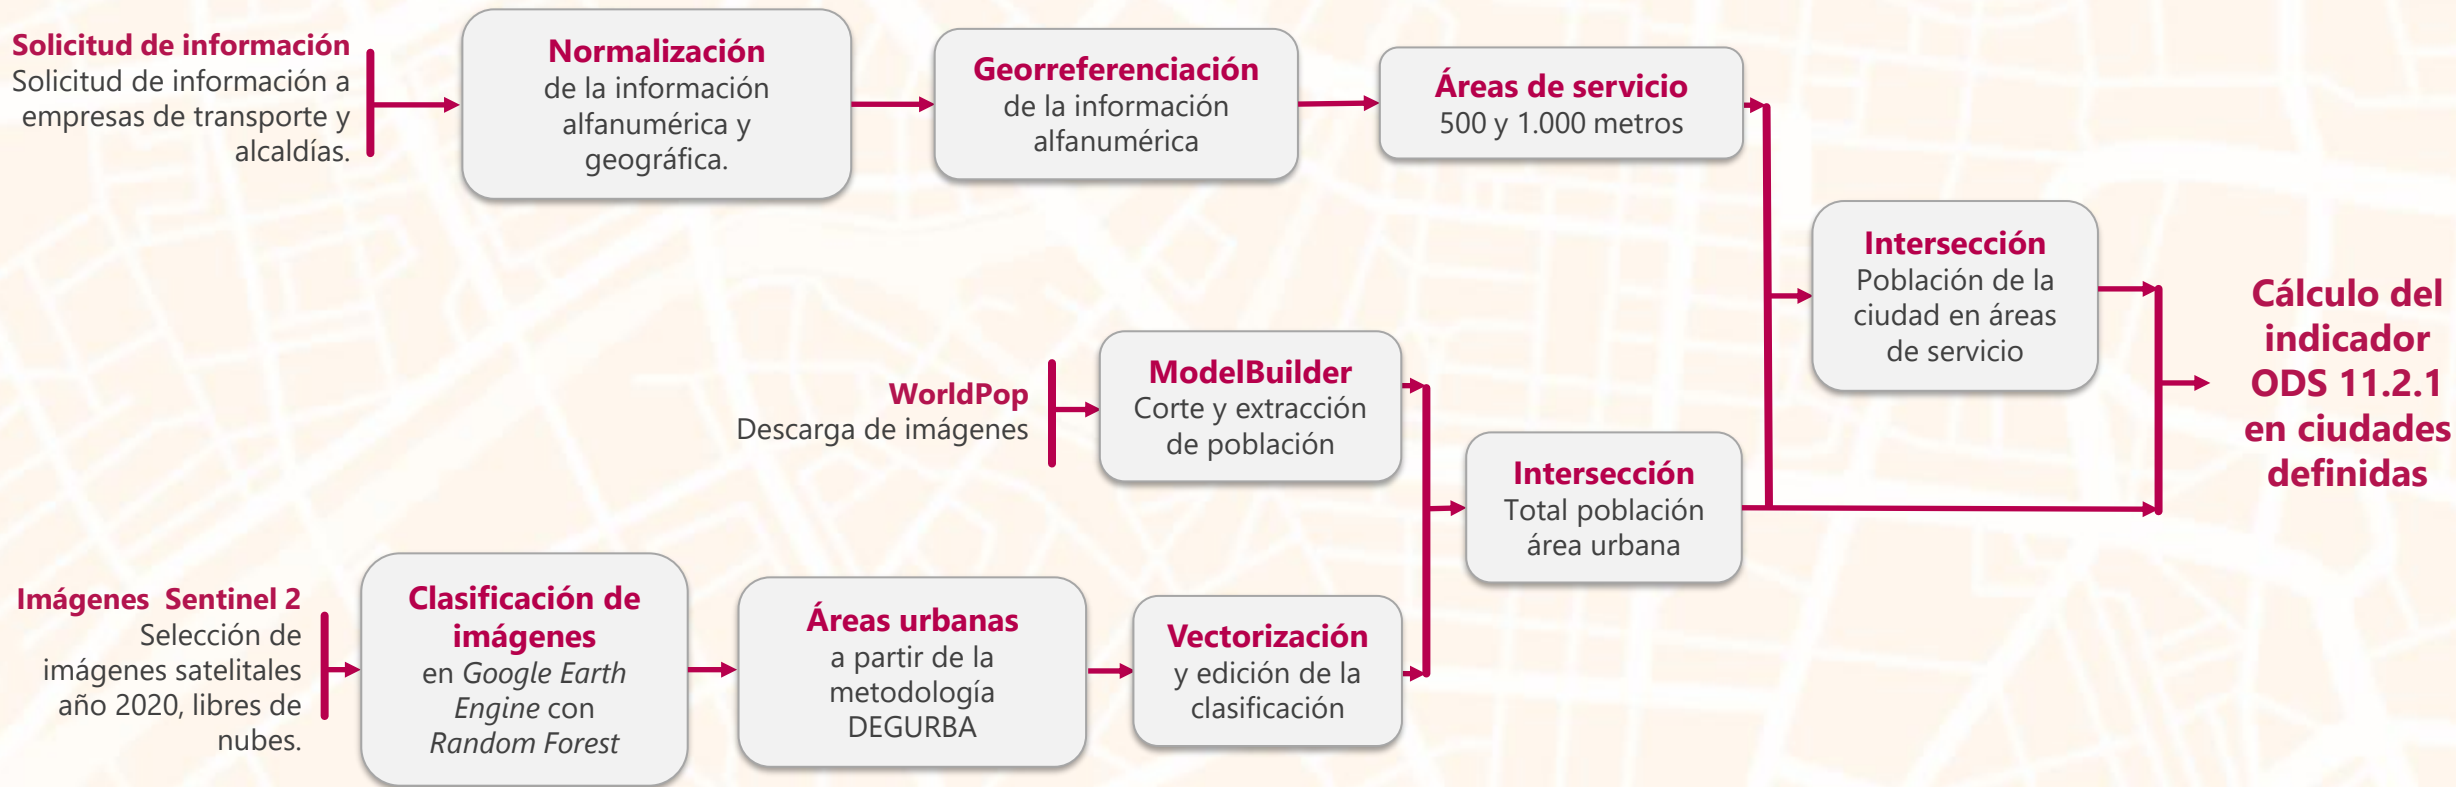 Solicitud de información
Solicitud de información a
empresas de transporte y
alcaldías.
Normalización
de la información
alfanumérica y
geográfica.
Georreferenciación
de la información
alfanumérica
Áreas de servicio
500 y 1.000 metros
Intersección
Población de la
ciudad en áreas
de servicio
WorldPop
Descarga de imágenes
ModelBuilder
Corte y extracción
de población
Intersección
Total población
área urbana
Cálculo del
indicador
ODS 11.2.1
en ciudades
definidas
Imágenes  Sentinel 2
Selección de
imágenes satelitales
año 2020, libres de
nubes.
Clasificación de
imágenes
en Google Earth
Engine con
Random Forest
Áreas urbanas
a partir de la
metodología
DEGURBA
Vectorización
y edición de la
clasificación